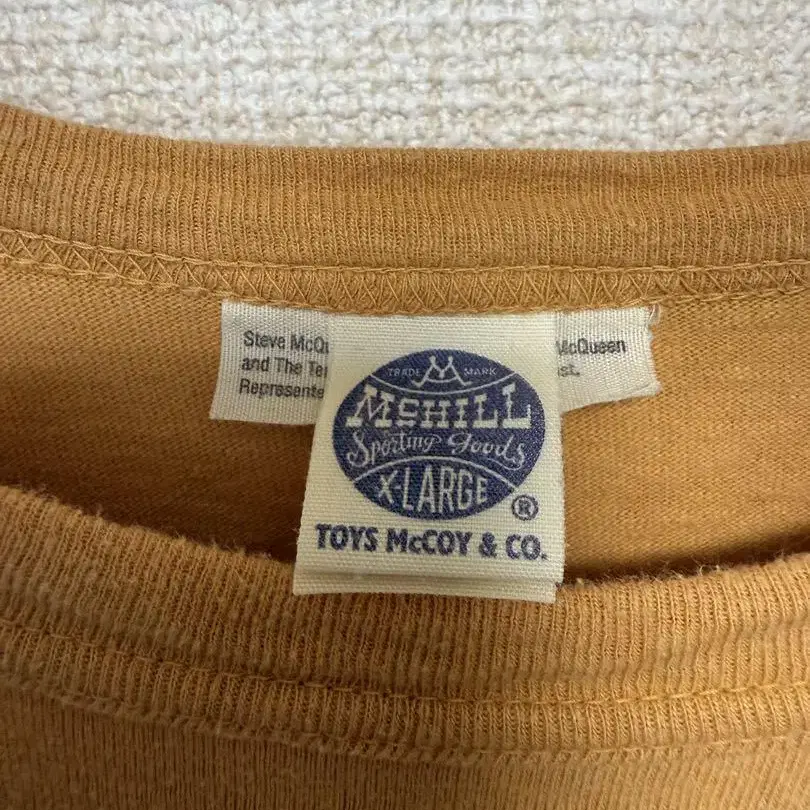 Steve McQ
McQueen
and The Te
st.
Represente
TRADE MARK
McHILL
Sporting Goods
X-LARGE
®
TOYS McCOY & CO.